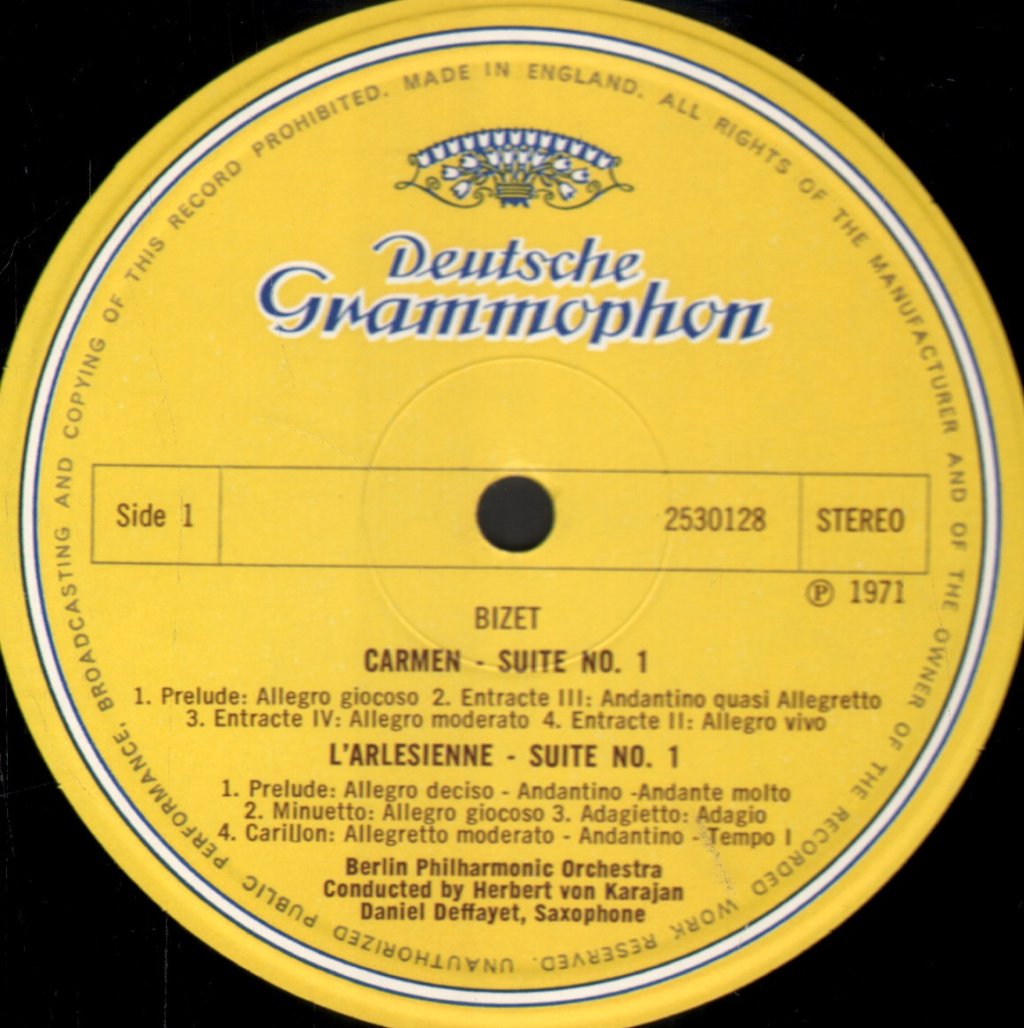 MADE IN ENGLAND. ALL RIGHTS OF THE MANUFACTURER AND OF THE OWNER OF THE RECORDED WORK RESERVED. UNAUTHORIZED PUBLIC PERFORMANCE, BROADCASTING AND COPYING OF THIS RECORD PROHIBITED.
Deutsche
Grammophon
Side 1 2530128 STEREO
℗ 1971
BIZET
CARMEN - SUITE NO. 1
1. Prelude: Allegro giocoso 2. Entracte III: Andantino quasi Allegretto
3. Entracte IV: Allegro moderato 4. Entracte II: Allegro vivo
L'ARLESIENNE - SUITE NO. 1
1. Prelude: Allegro deciso - Andantino -Andante molto
2. Minuetto: Allegro giocoso 3. Adagietto: Adagio
4. Carillon: Allegretto moderato - Andantino - Tempo I
Berlin Philharmonic Orchestra
Conducted by Herbert von Karajan
Daniel Deffayet, Saxophone